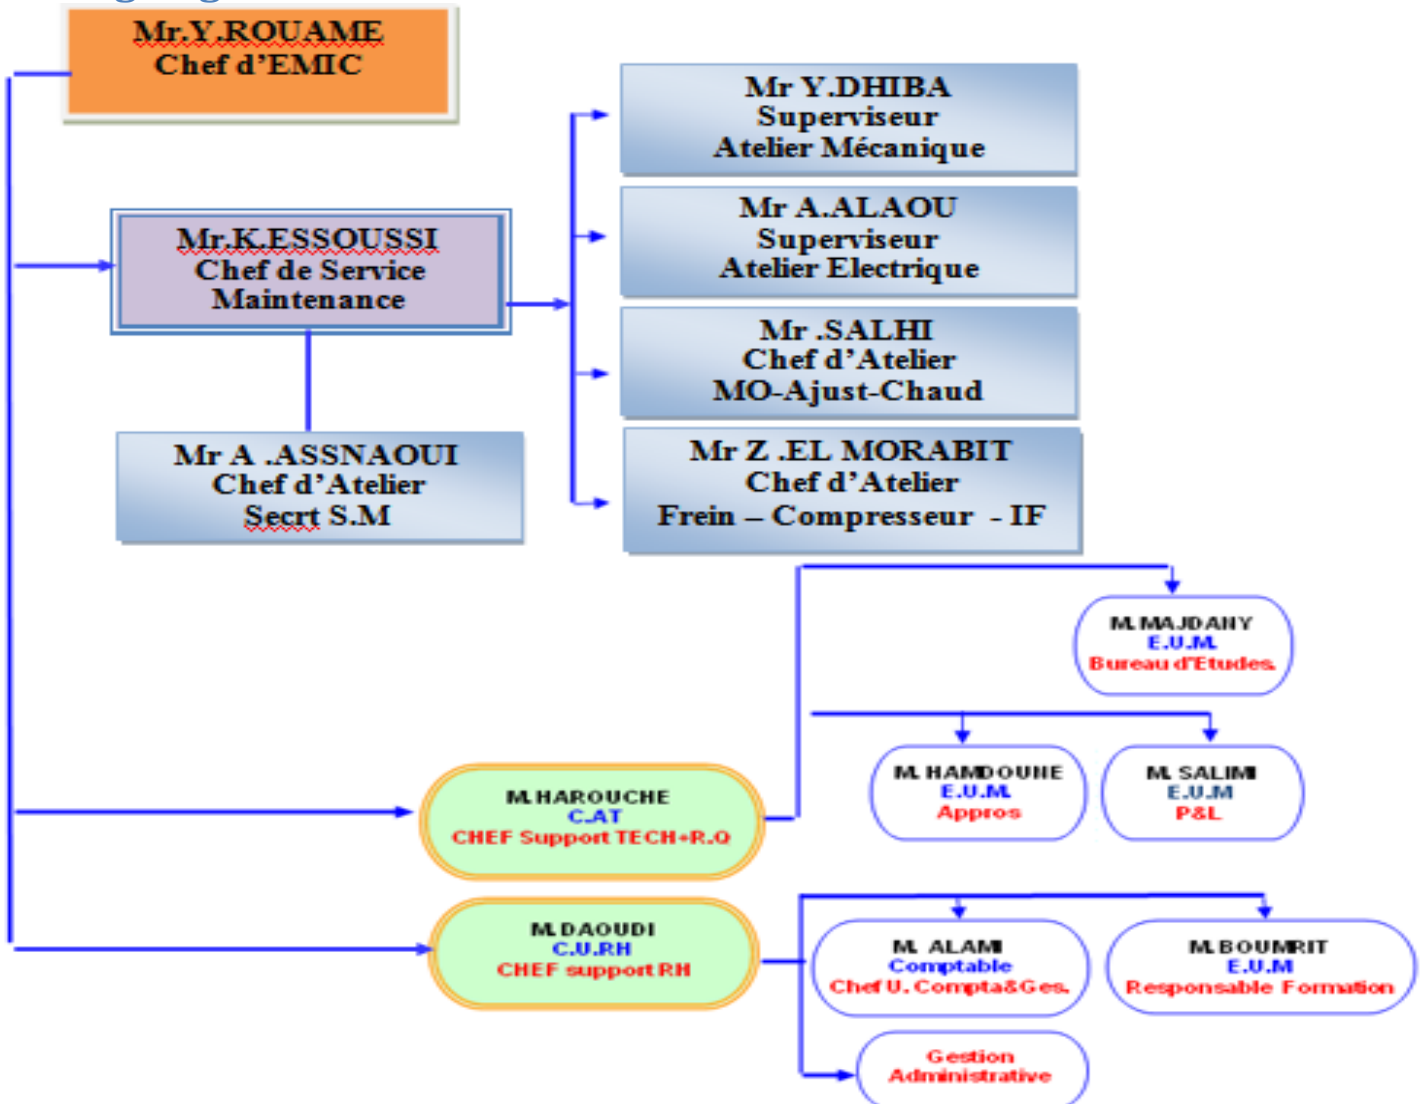 Mr.Y.ROUAME
Chef d’EMIC
Mr Y.DHIBA
Superviseur
Atelier Mécanique
Mr A.ALAOU
Superviseur
Atelier Electrique
Mr.K.ESSOUSSI
Chef de Service
Maintenance
Mr .SALHI
Chef d’Atelier
MO-Ajust-Chaud
Mr A .ASSNAOUI
Chef d’Atelier
Secrt S.M
Mr Z .EL MORABIT
Chef d’Atelier
Frein – Compresseur - IF
M.MAJDANY
E.U.M.
Bureau d'Etudes.
M.HAMDOUNE
E.U.M.
Appros
M. SALIMI
E.U.M
P&L
M.HAROUCHE
C.AT
CHEF Support TECH+R.Q
M.DAOUDI
C.U.RH
CHEF support RH
M. ALAMI
Comptable
Chef U. Compta&Ges.
M.BOUMRIT
E.U.M
Responsable Formation
Gestion
Administrative